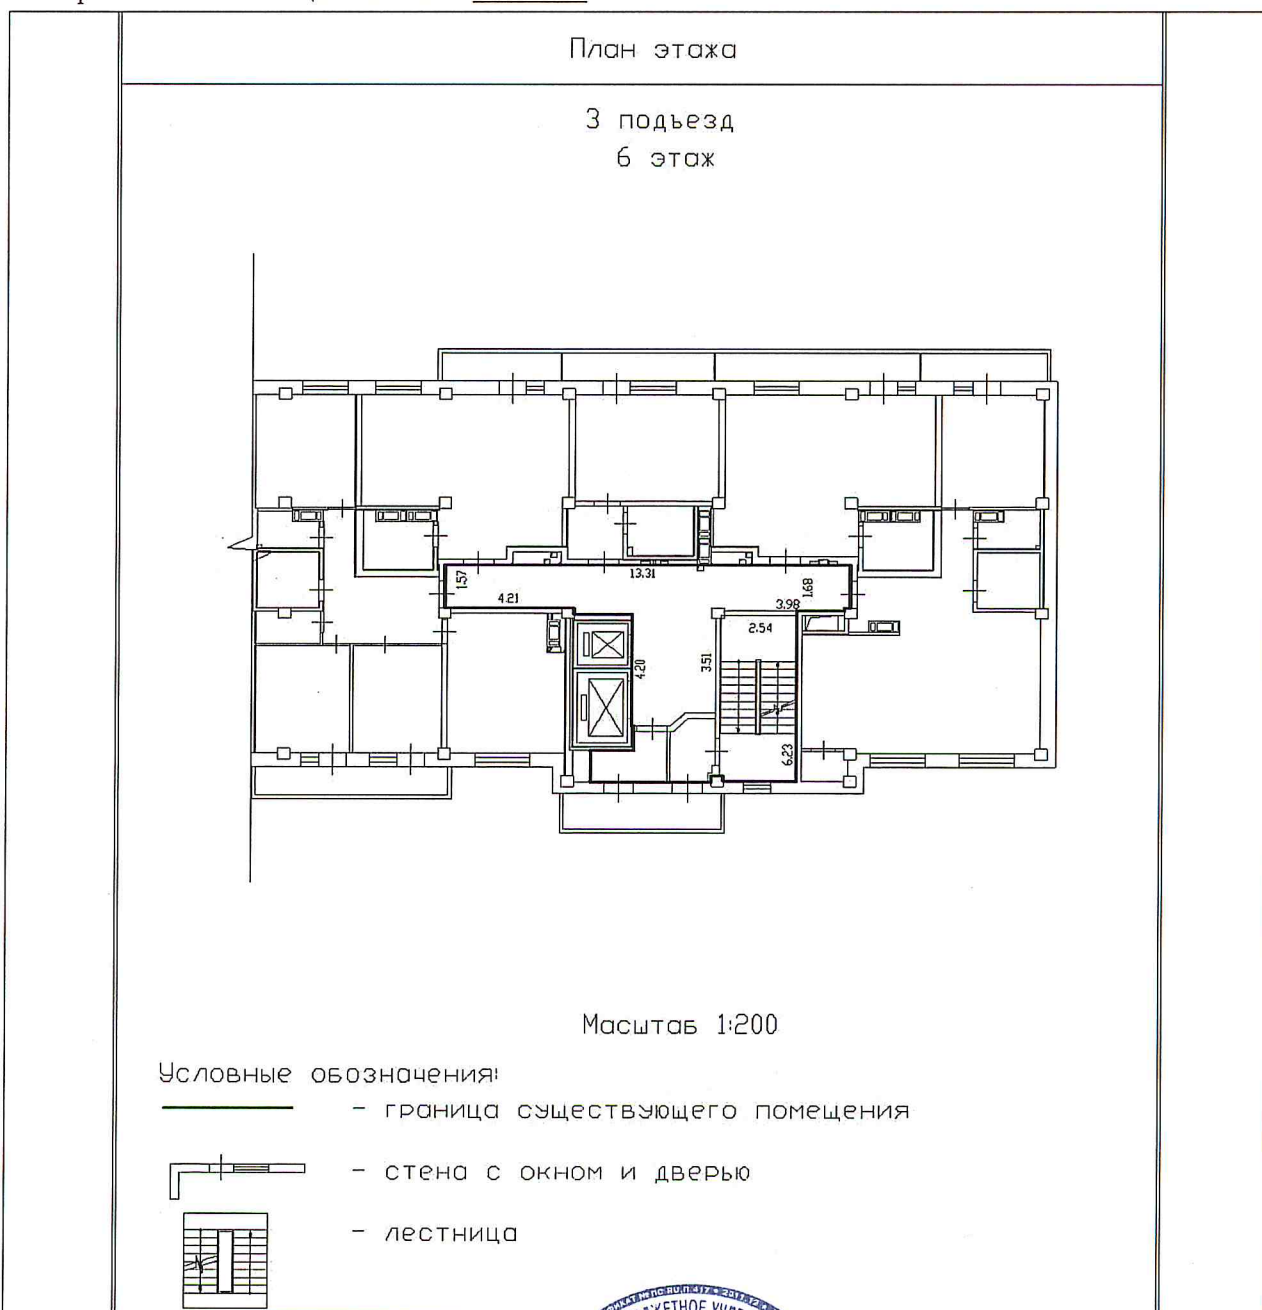 План этажа
3 подьезд
6 этаж
13.31
1.57
4.21
1.68
3.98
2.54
4.20
3.51
6.23
Масштаб 1:200
Условные обозначения:
- граница существующего помещения
- стена с окном и дверью
- лестница